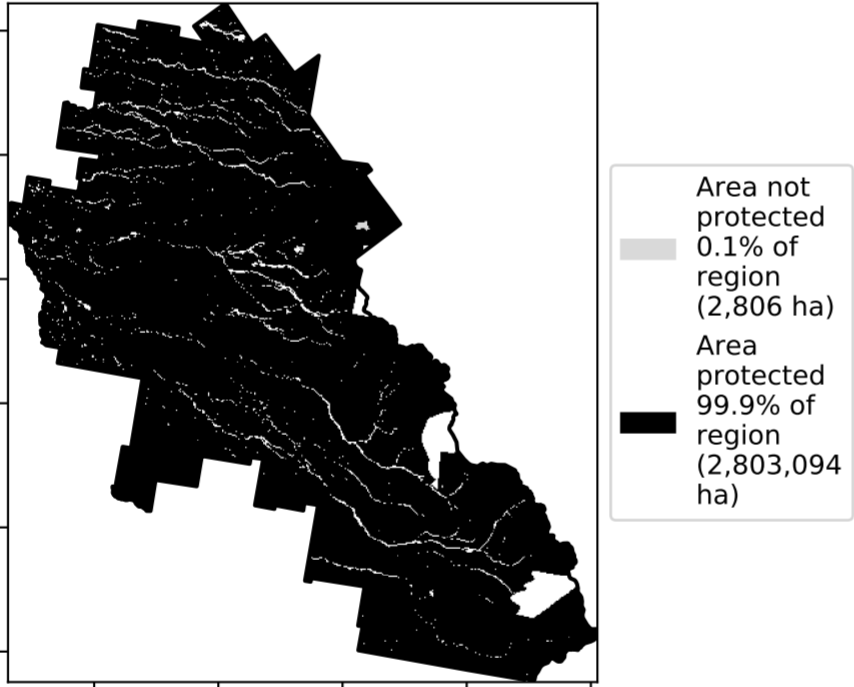 Area not
protected
0.1% of
region
(2,806 ha)
Area
protected
99.9% of
region
(2,803,094
ha)